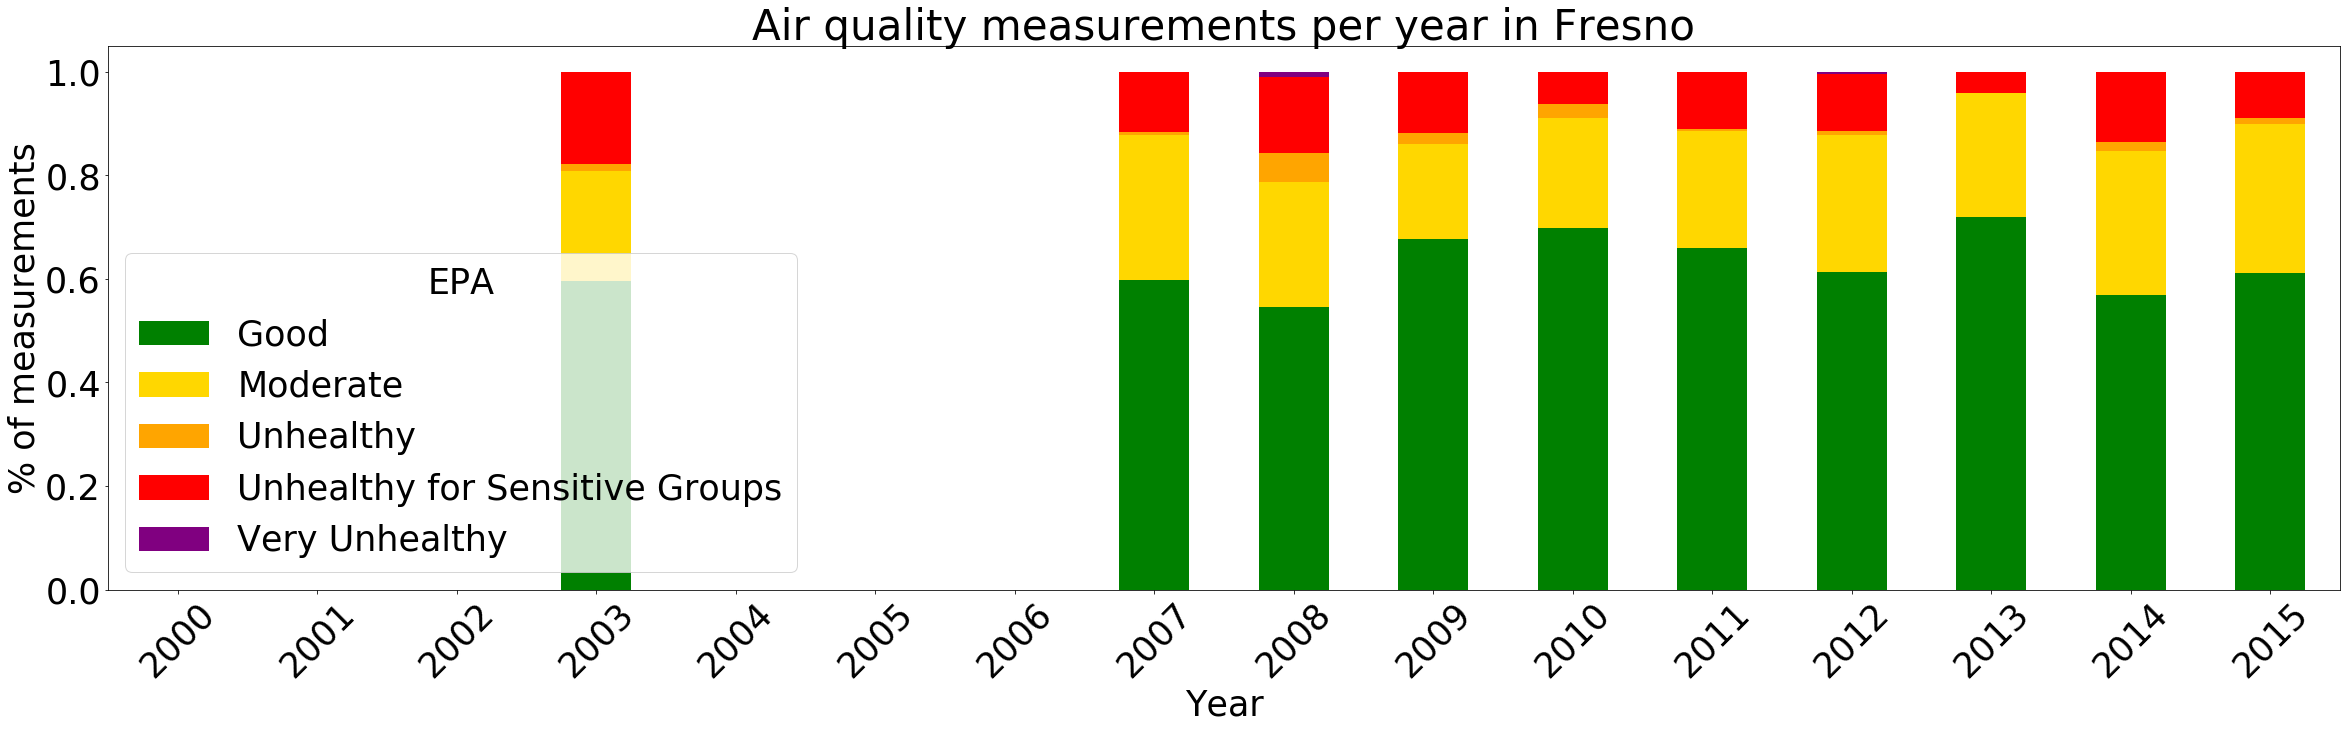 Air quality measurements per year in Fresno
% of measurements
1.0
0.8
0.6
0.4
0.2
0.0
EPA
Good
Moderate
Unhealthy
Unhealthy for Sensitive Groups
Very Unhealthy
2000 2001 2002 2003 2004 2005 2006 2007 2008 2009 2010 2011 2012 2013 2014 2015
Year